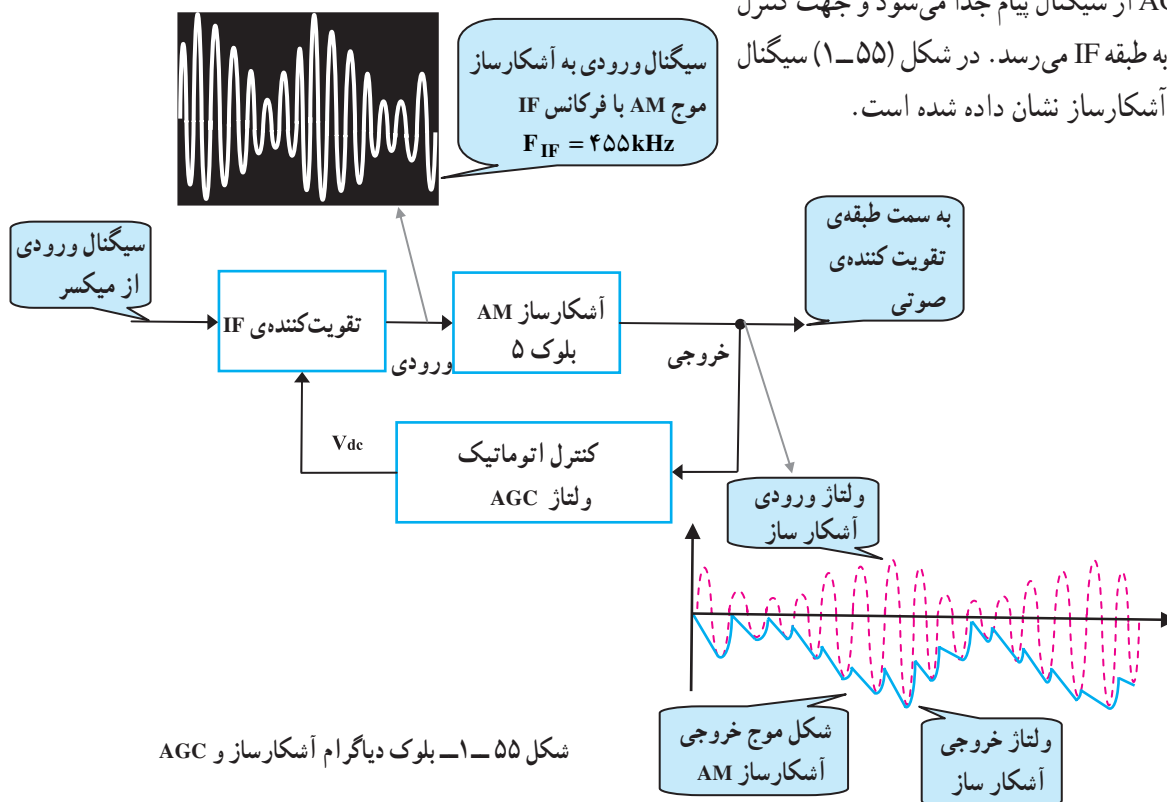 AGC از سیگنال پیام جدا می‌شود و جهت کنترل
به طبقه IF می‌رسد. در شکل (۵۵ــ۱) سیگنال
آشکارساز نشان داده شده است.
سیگنال ورودی به آشکارساز
موج AM با فرکانس IF
F IF = ۴۵۵kHz
به سمت طبقه‌ی
تقویت کننده‌ی
صوتی
سیگنال ورودی
از میکسر
تقویت‌کننده‌ی IF
ورودی
آشکارساز AM
بلوک ۵
خروجی
Vdc
کنترل اتوماتیک
ولتاژ AGC
ولتاژ ورودی
آشکار ساز
شکل موج خروجی
آشکارساز AM
ولتاژ خروجی
آشکار ساز
شکل ۵۵ ــ۱ــ بلوک دیاگرام آشکارساز و AGC